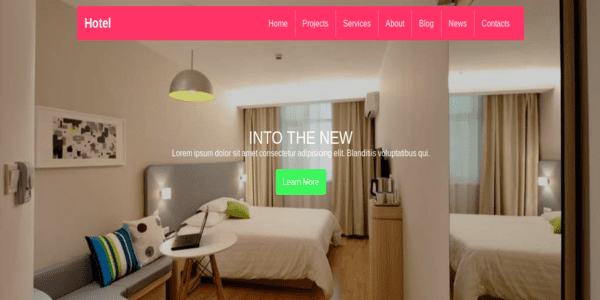 Hotel
Home Projects Services About Blog News Contacts
INTO THE NEW
Lorem ipsum dolor sit amet consectetur adipisicing elit. Blanditiis voluptatibus qui.
Learn More